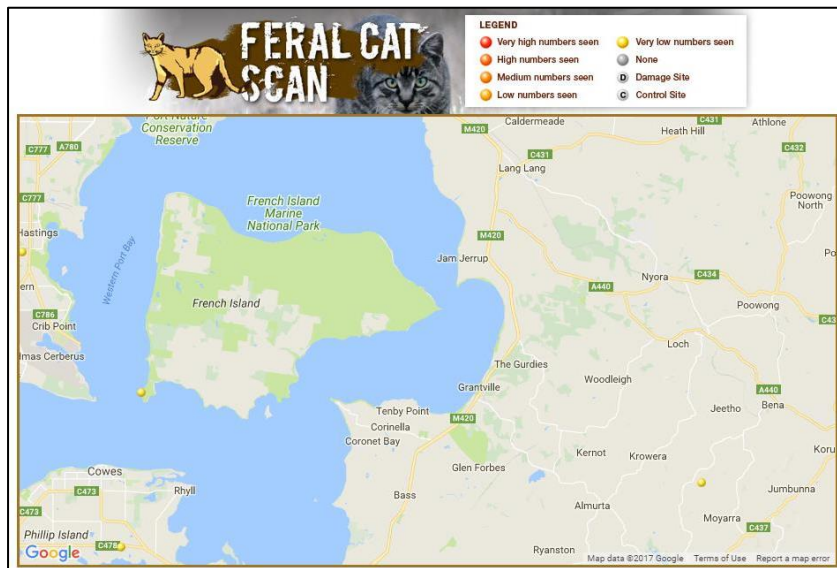 FERAL CAT
SCAN
LEGEND
Very high numbers seen
High numbers seen
Medium numbers seen
Low numbers seen
Very low numbers seen
None
D Damage Site
C Control Site
Conservation
Reserve
C777
A780
M420
Caldermeade
C431
Athlone
Heath Hill
C431
C432
Lang Lang
C777
French Island
Marine
National Park
Poowong
North
Hastings
M420
Western Port Bay
Jam Jerrup
Nyora
C434
A440
French Island
Poowong
C786
Crib Point
Loch
The Gurdies
Woodleigh
A440
Grantville
Jeetho
Bena
Tenby Point
M420
Corinella
Coronet Bay
Kernot
Krowera
Glen Forbes
Cowes
C473
Rhyll
Bass
Jumbunna
C473
Almurta
Moyarra
C437
Phillip Island
C478
Ryanston
Google
Map data ©2017 Google
Terms of Use
Report a map error